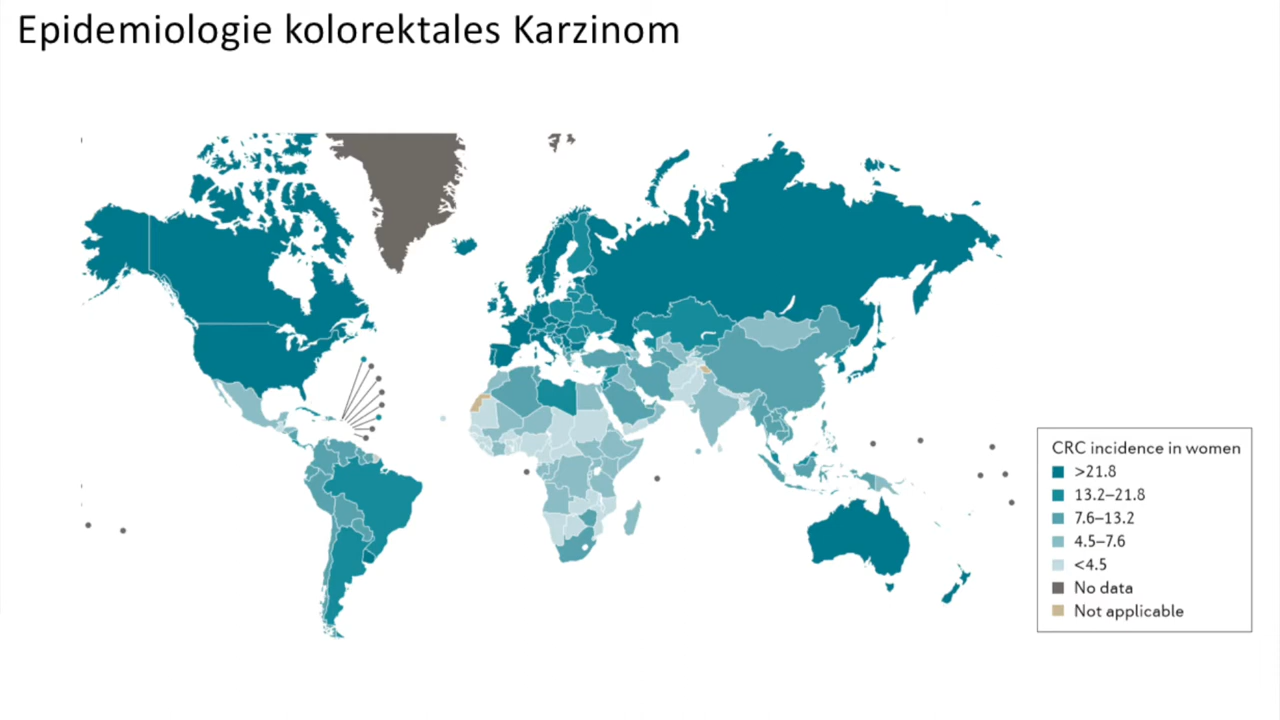 Epidemiologie kolorektales Karzinom
CRC incidence in women
>21.8
13.2–21.8
7.6–13.2
4.5–7.6
<4.5
No data
Not applicable